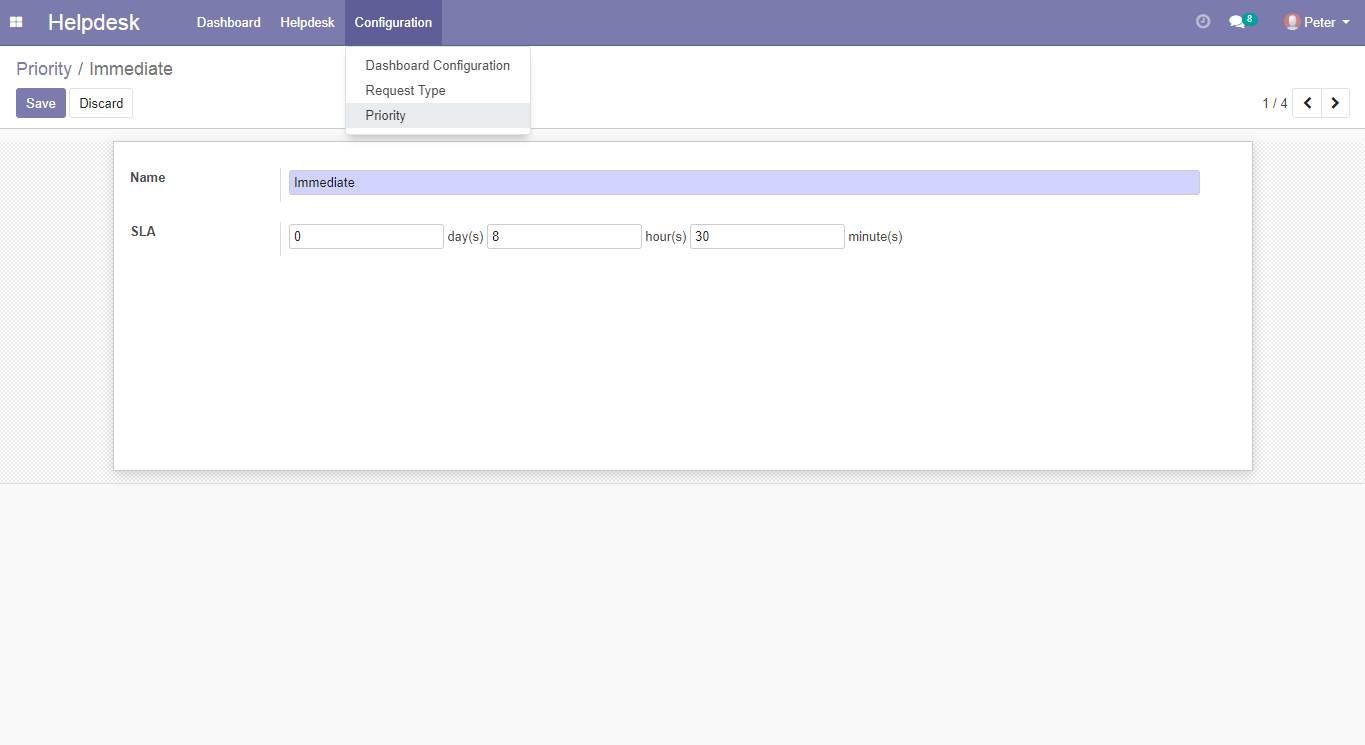 Helpdesk Dashboard Helpdesk Configuration 8 Peter
Dashboard Configuration
Request Type
Priority
Priority / Immediate
Save Discard 1 / 4
Name Immediate
SLA 0 day(s) 8 hour(s) 30 minute(s)